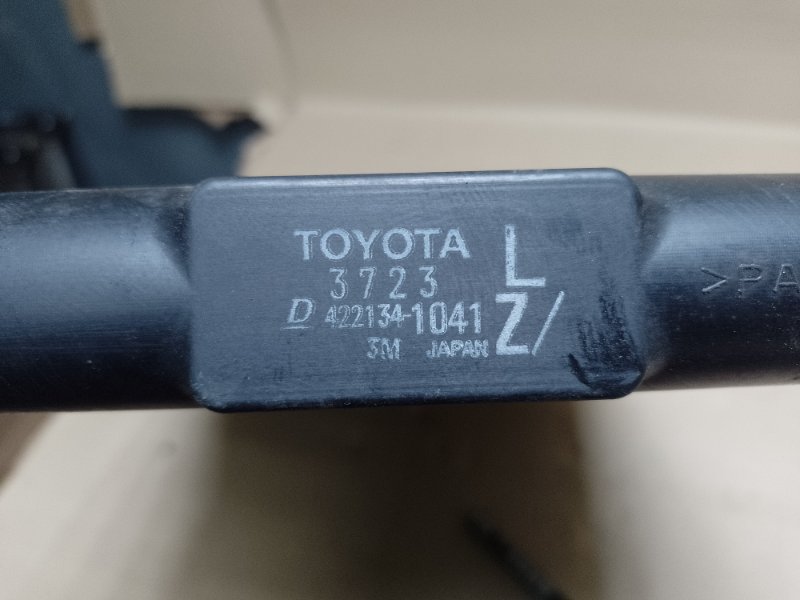 TOYOTA L
3723
D 422134-1041 Z/
3M JAPAN
>PA